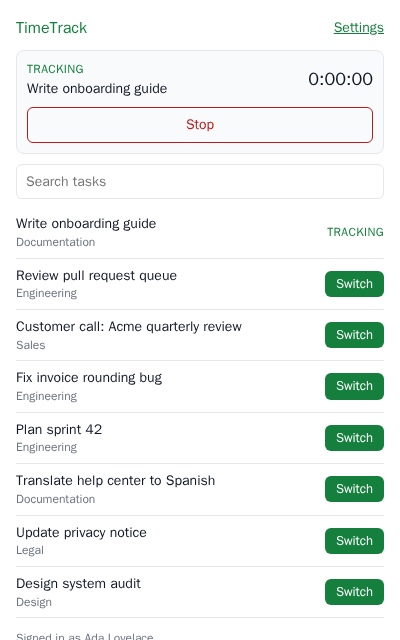 TimeTrack
Settings
TRACKING
Write onboarding guide
0:00:00
Stop
Search tasks
Write onboarding guide
Documentation
TRACKING
Review pull request queue
Engineering
Switch
Customer call: Acme quarterly review
Sales
Switch
Fix invoice rounding bug
Engineering
Switch
Plan sprint 42
Engineering
Switch
Translate help center to Spanish
Documentation
Switch
Update privacy notice
Legal
Switch
Design system audit
Design
Switch
Signed in as Ada Lovelace